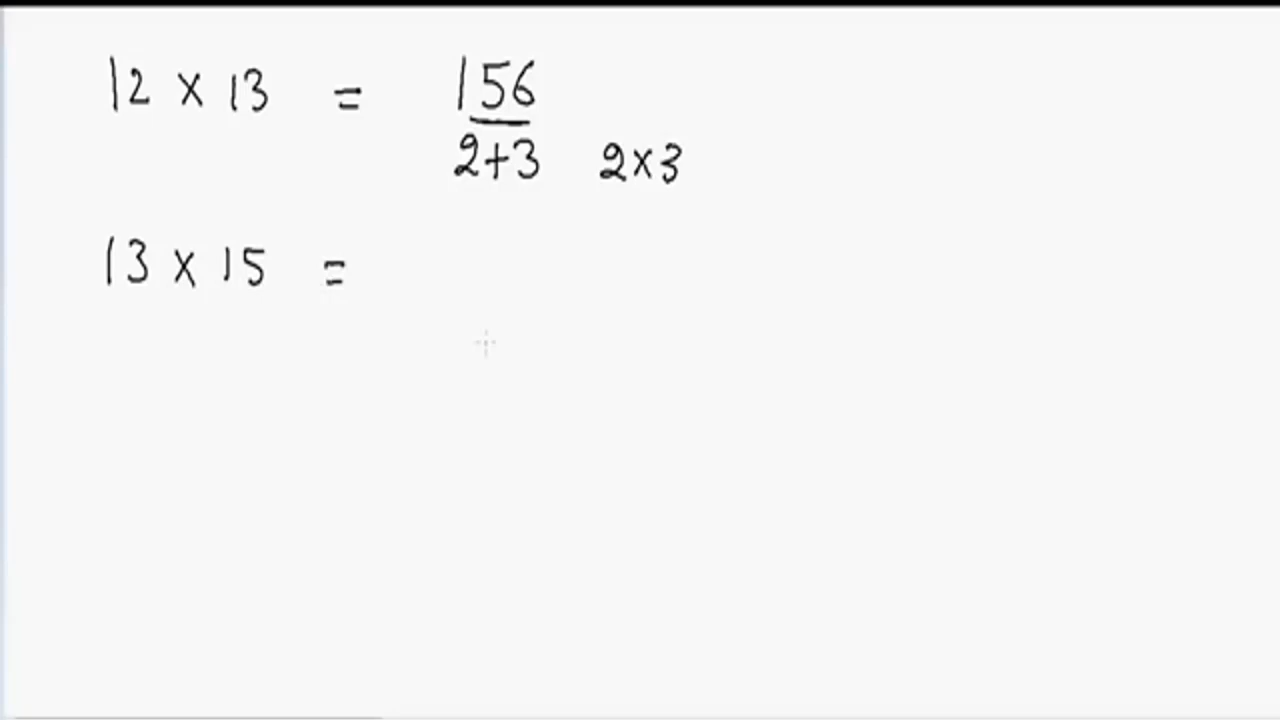 12 x 13 = 156
2+3 2x3
13 x 15 =